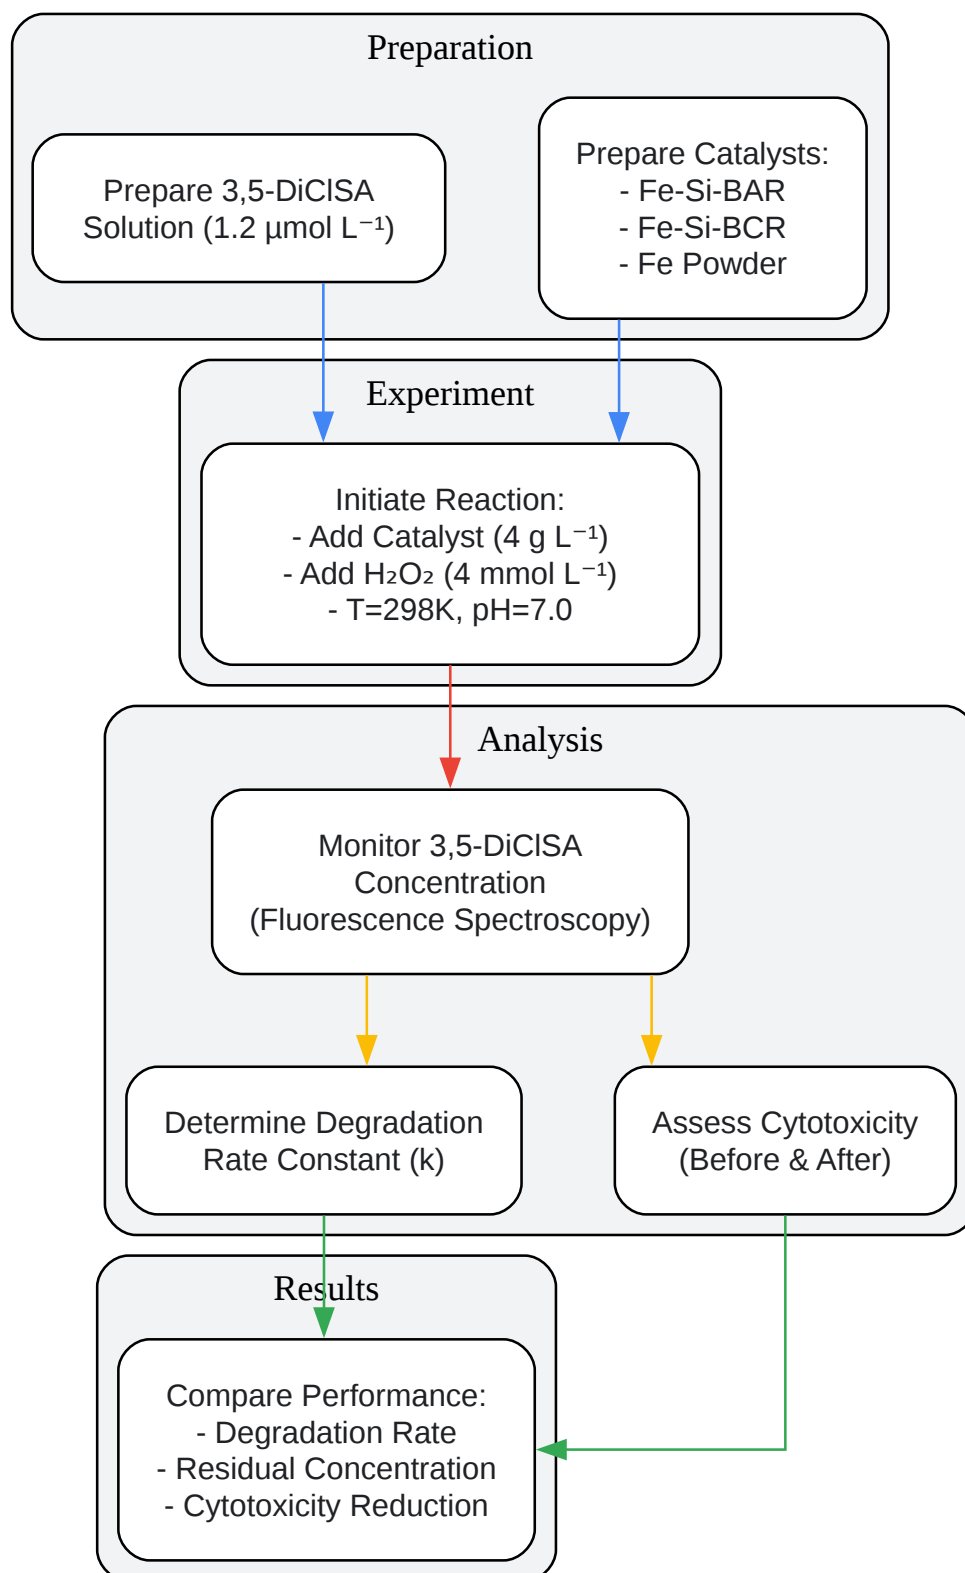 Preparation
Prepare 3,5-DiClSA
Solution (1.2 µmol L⁻¹)
Prepare Catalysts:
- Fe-Si-BAR
- Fe-Si-BCR
- Fe Powder
Experiment
Initiate Reaction:
- Add Catalyst (4 g L⁻¹)
- Add H₂O₂ (4 mmol L⁻¹)
- T=298K, pH=7.0
Analysis
Monitor 3,5-DiClSA
Concentration
(Fluorescence Spectroscopy)
Determine Degradation
Rate Constant (k)
Assess Cytotoxicity
(Before & After)
Results
Compare Performance:
- Degradation Rate
- Residual Concentration
- Cytotoxicity Reduction